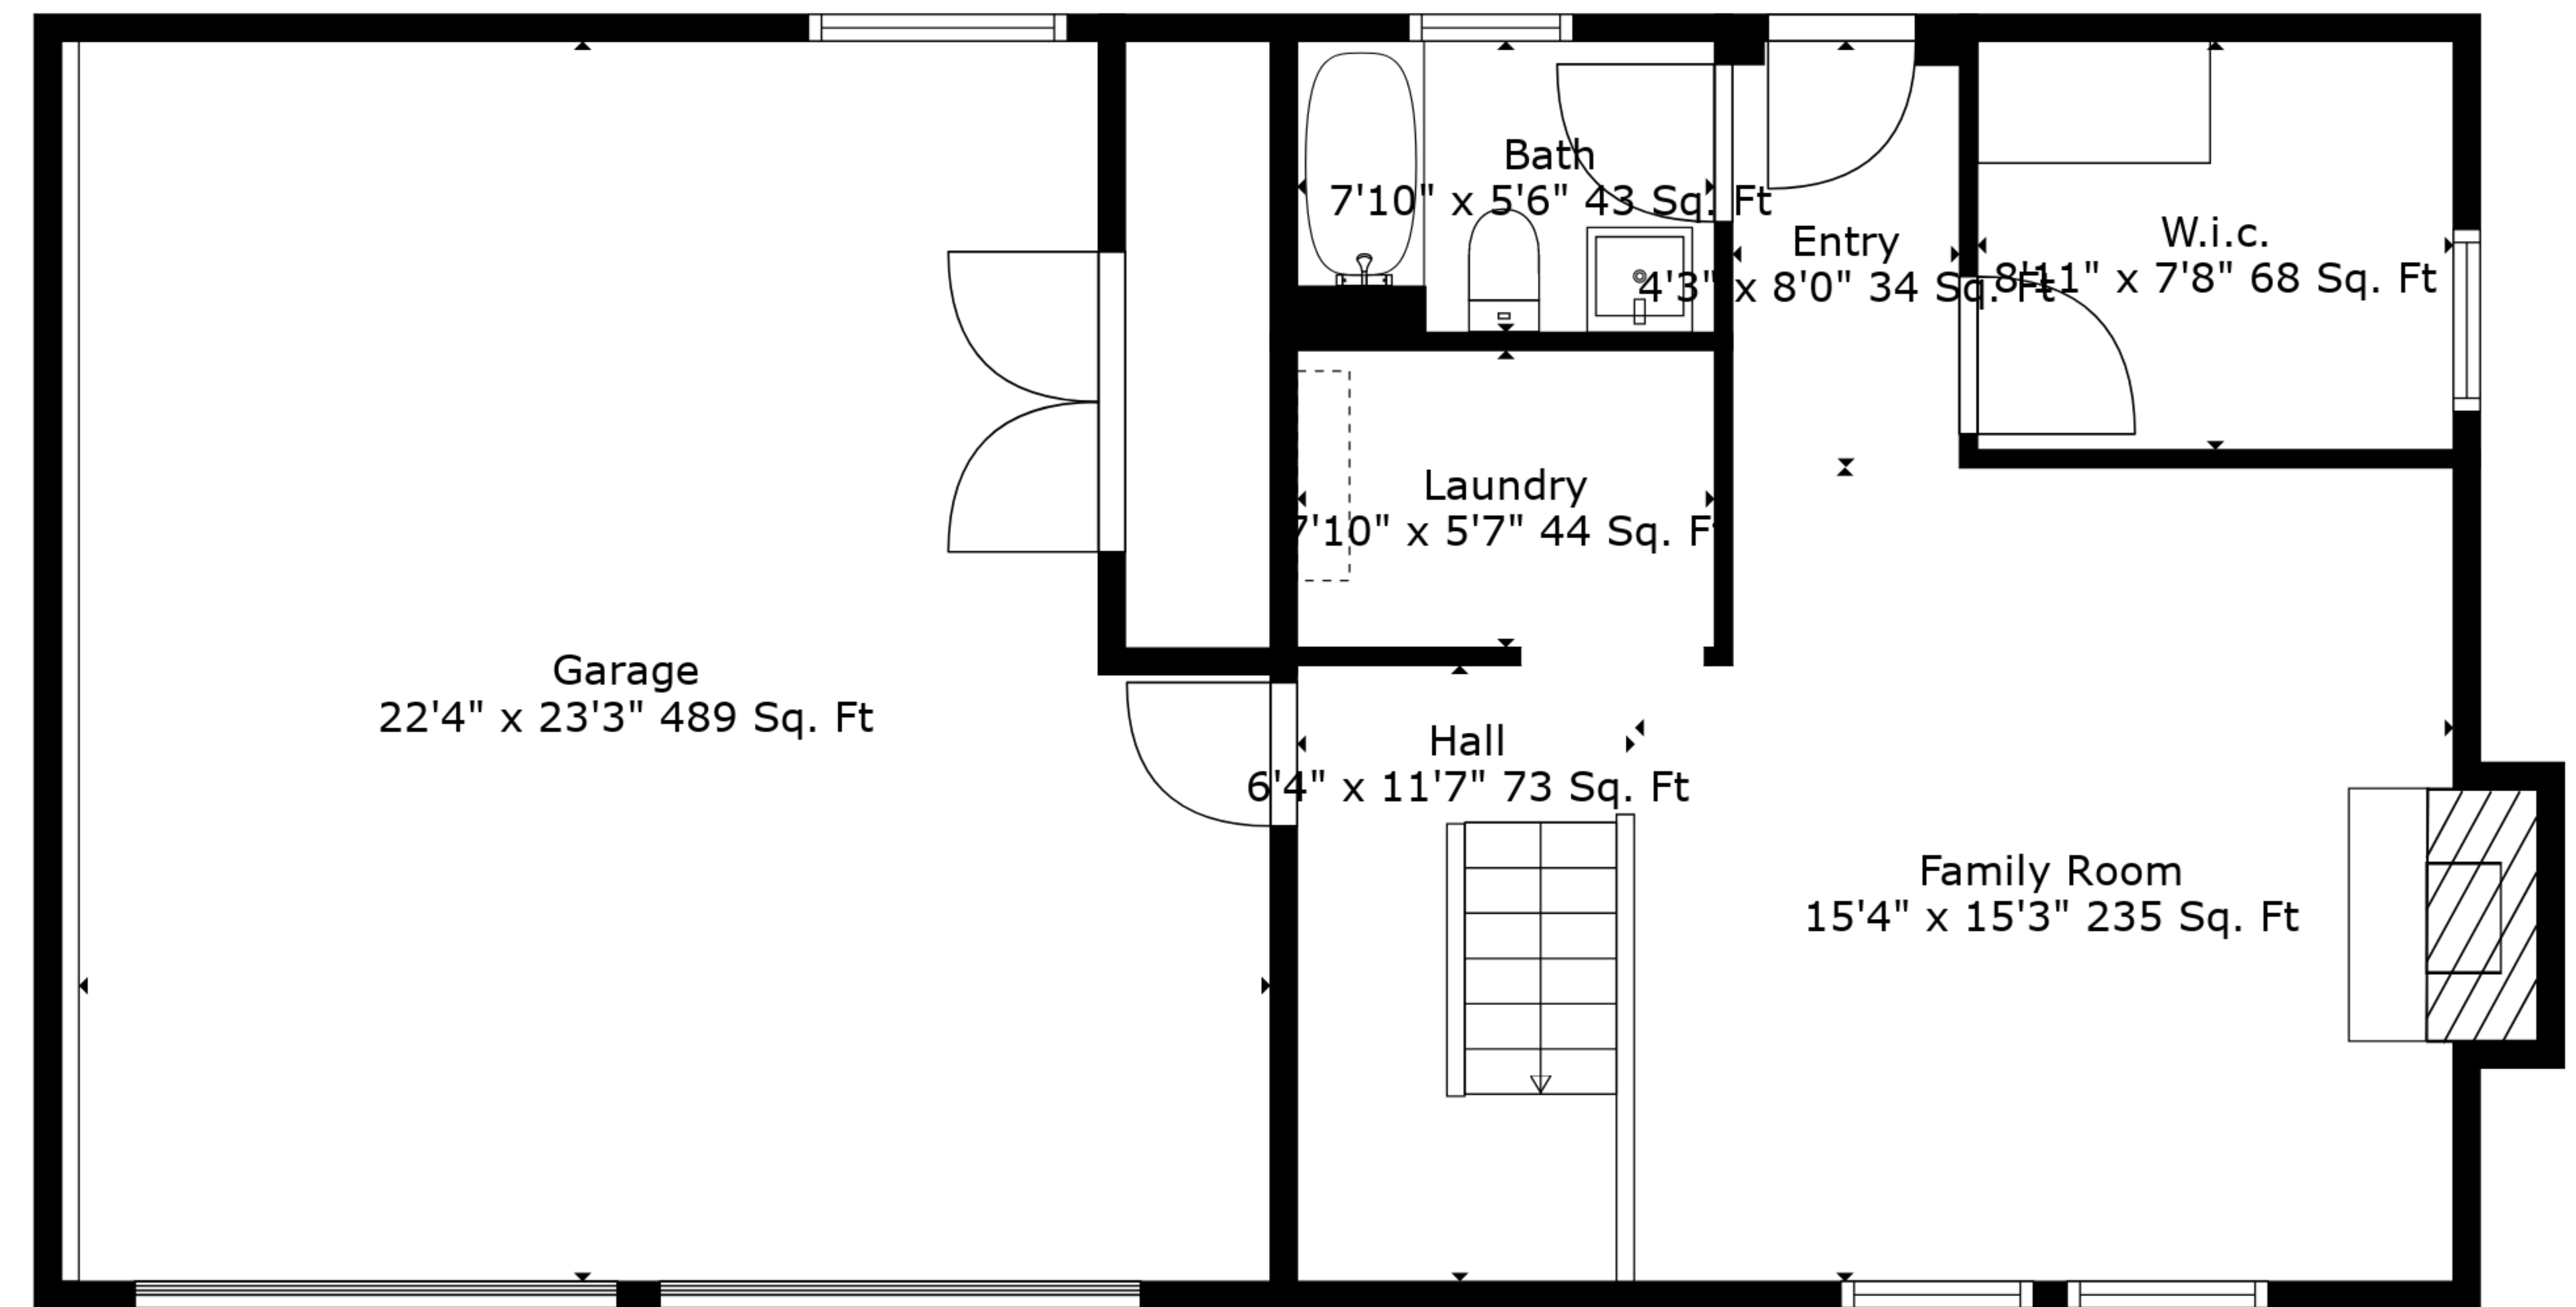 Bath
7'10" x 5'6" 43 Sq. Ft
Entry
4'3" x 8'0" 34 Sq. Ft
W.i.c.
8'11" x 7'8" 68 Sq. Ft
Laundry
7'10" x 5'7" 44 Sq. Ft
Garage
22'4" x 23'3" 489 Sq. Ft
Hall
6'4" x 11'7" 73 Sq. Ft
Family Room
15'4" x 15'3" 235 Sq. Ft